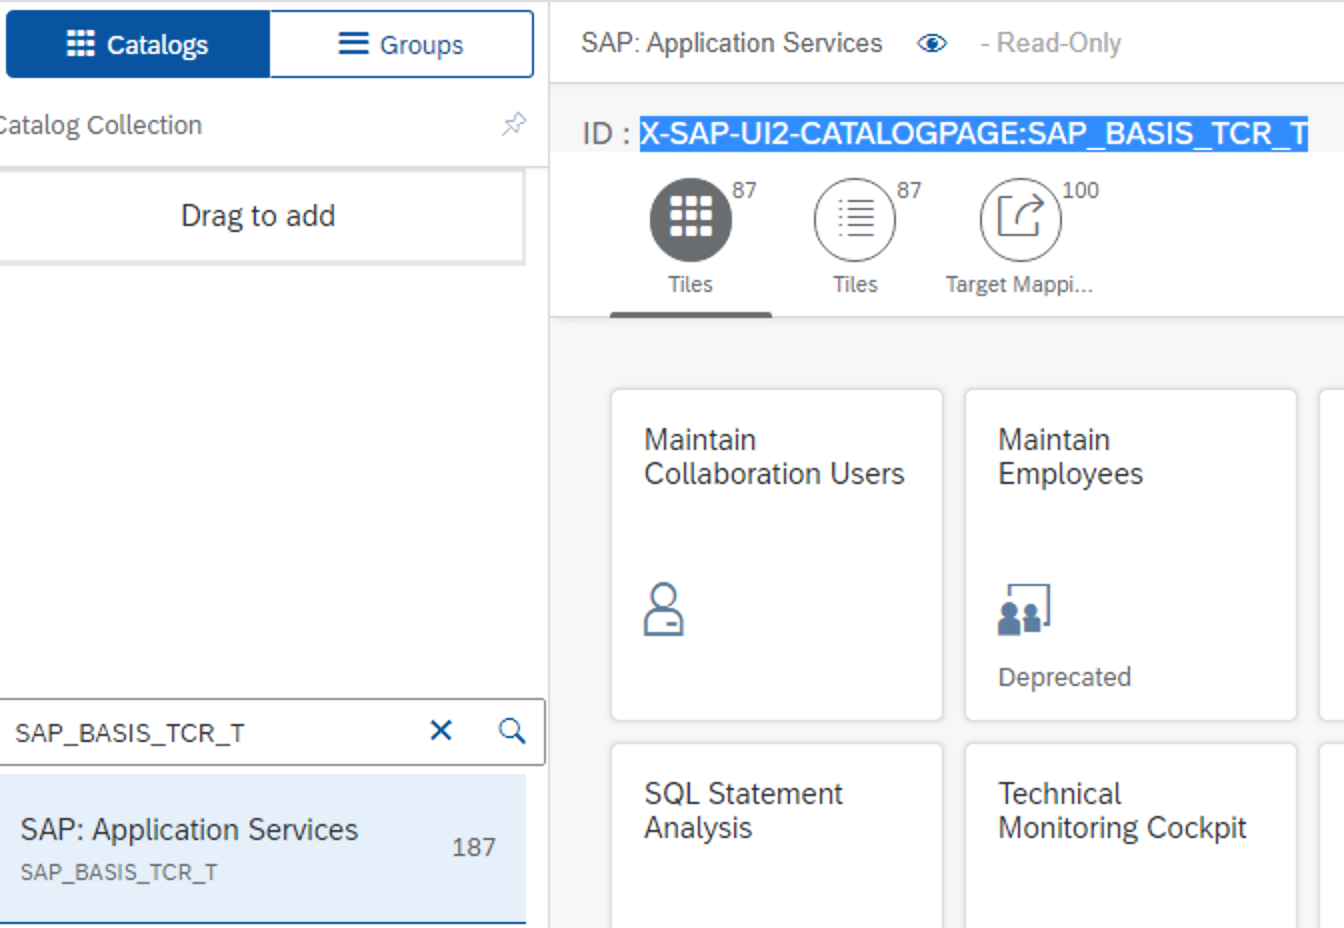 Catalogs
Groups
Catalog Collection
Drag to add
SAP_BASIS_TCR_T
SAP: Application Services
187
SAP_BASIS_TCR_T
SAP: Application Services - Read-Only
ID : X-SAP-UI2-CATALOGPAGE:SAP_BASIS_TCR_T
87
Tiles
87
Tiles
100
Target Mappi...
Maintain
Collaboration Users
Maintain
Employees
Deprecated
SQL Statement
Analysis
Technical
Monitoring Cockpit